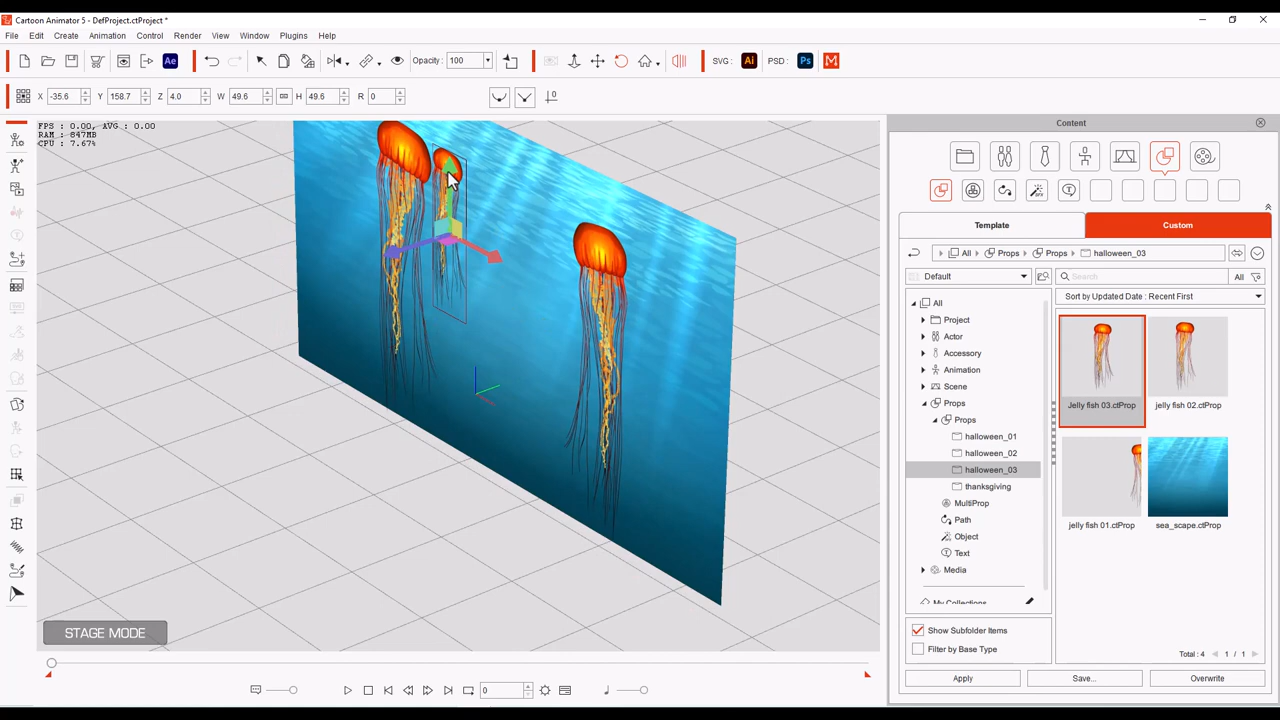 Cartoon Animator 5 - DefProject.ctProject *
File Edit Create Animation Control Render View Window Plugins Help
Ae Opacity : 100 SVG : Ai PSD : Ps M
X -35.6 Y 158.7 Z 4.0 W 49.6 H 49.6 R 0
FPS : 0.00, AVG : 0.00
RAM : 847MB
CPU : 7.67%
STAGE MODE
0
Content
Template Custom
All Props Props halloween_03
Default Search All
Sort by Updated Date : Recent First
All
Project
Actor
Accessory
Animation
Scene
Props
Props
halloween_01
halloween_02
halloween_03
thanksgiving
MultiProp
Path
Object
Text
Media
My Collections
Jelly fish 03.ctProp jelly fish 02.ctProp
jelly fish 01.ctProp sea_scape.ctProp
Show Subfolder Items
Filter by Base Type
Total : 4 1 / 1
Apply Save... Overwrite